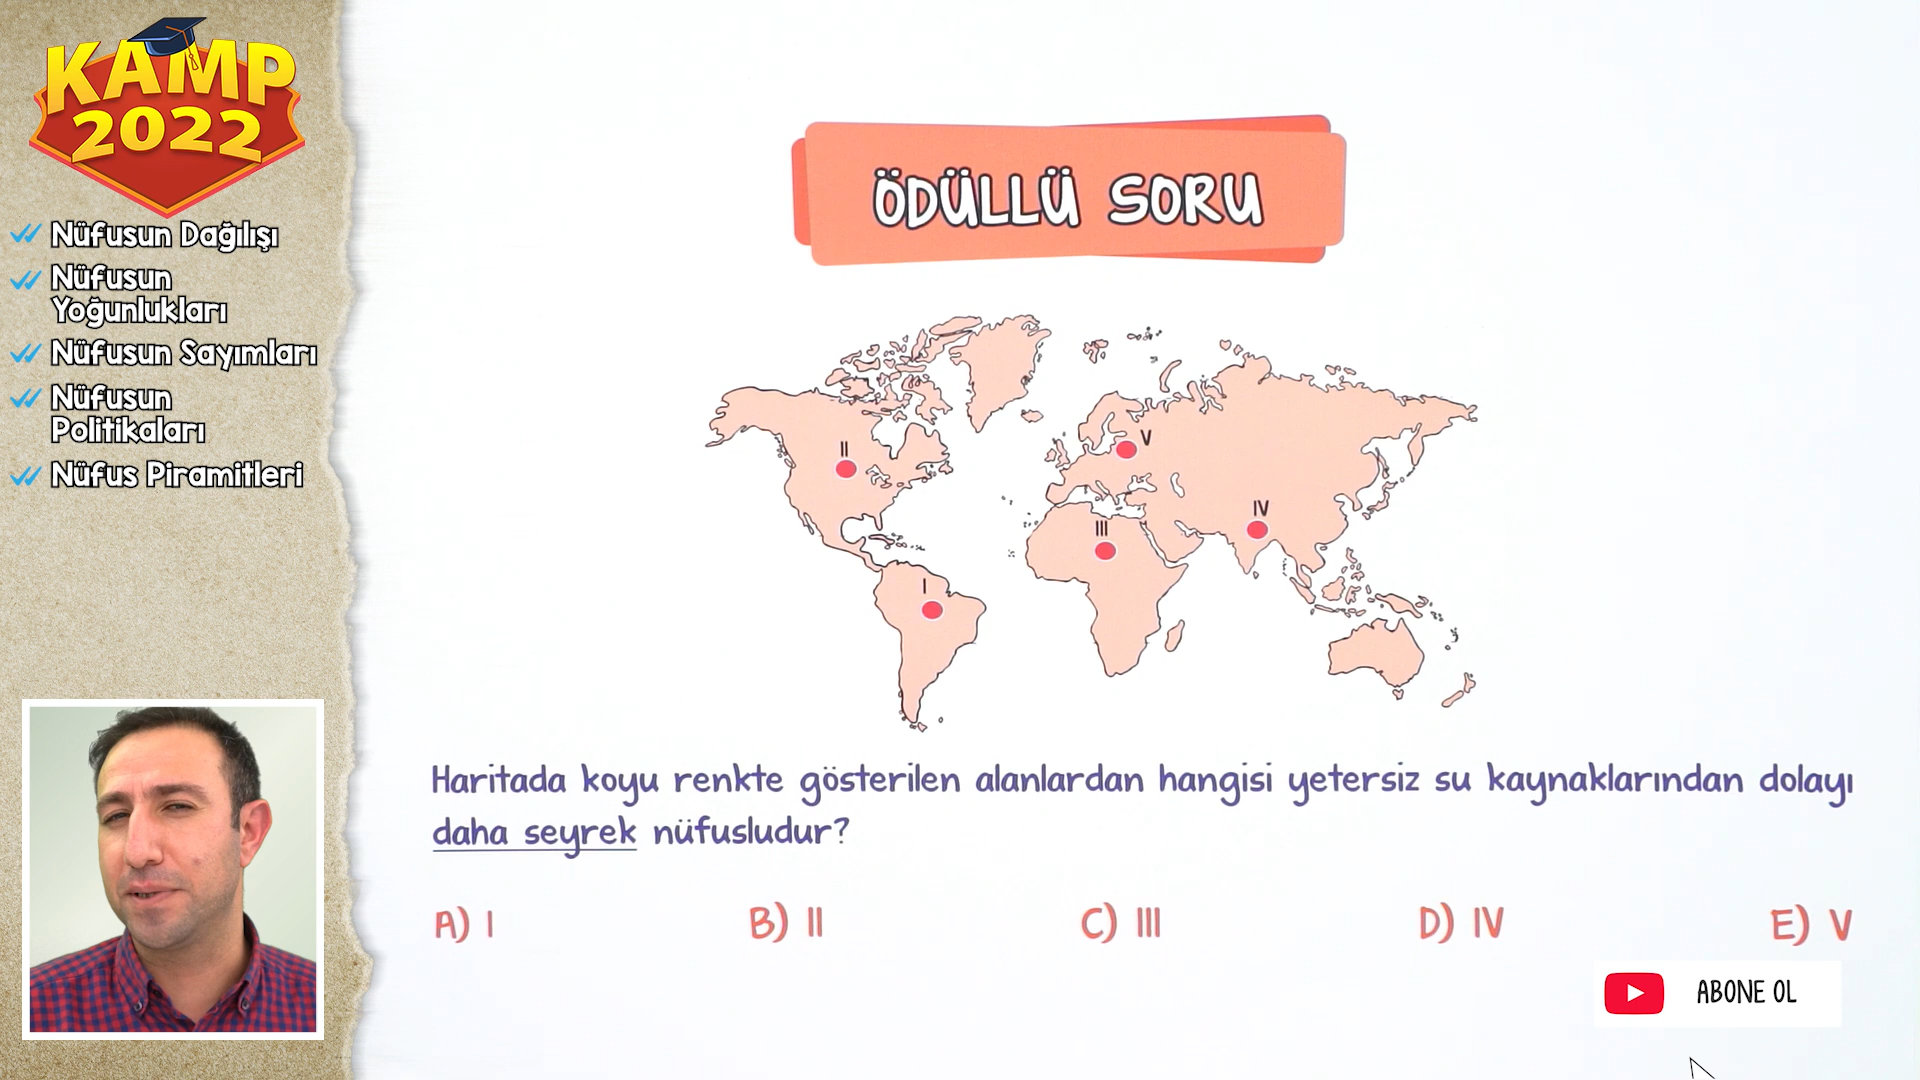 KAMP
2022
Nüfusun Dağılışı
Nüfusun
Yoğunlukları
Nüfusun Sayımları
Nüfusun
Politikaları
Nüfus Piramitleri
ÖDÜLLÜ SORU
II
V
III
IV
I
Haritada koyu renkte gösterilen alanlardan hangisi yetersiz su kaynaklarından dolayı
daha seyrek nüfusludur?
A) I
B) II
C) III
D) IV
E) V
ABONE OL